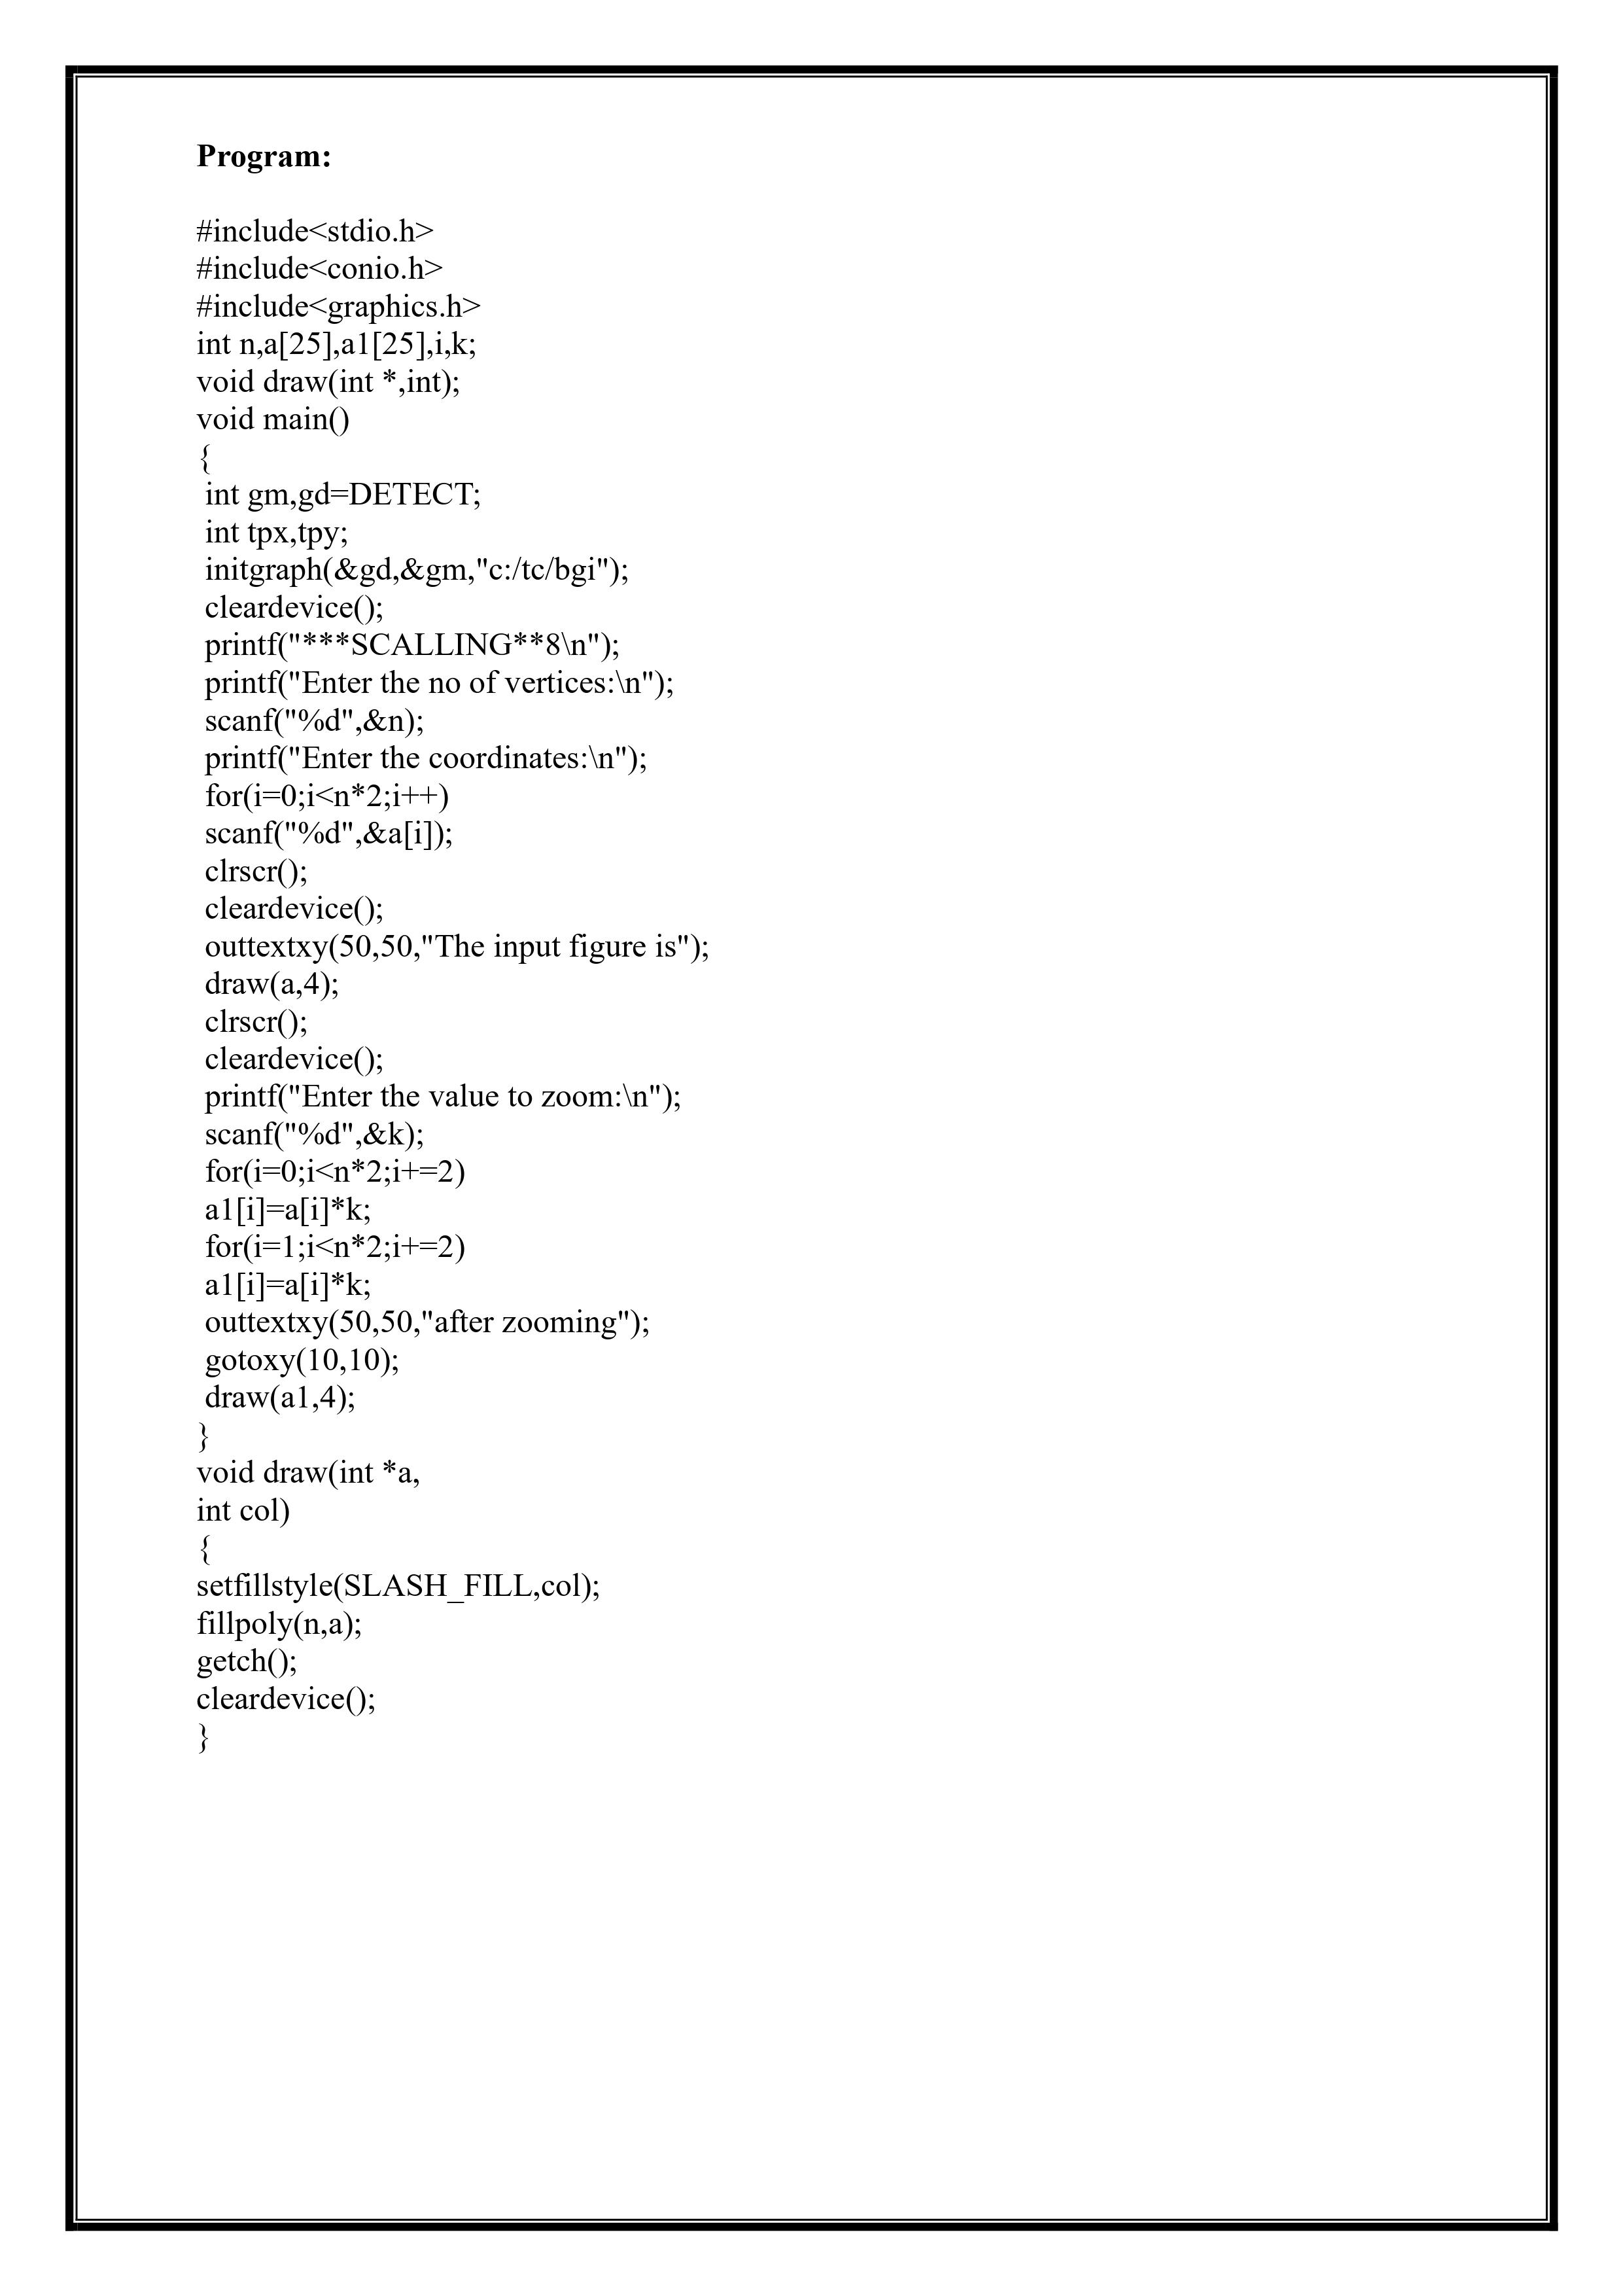 Program:
#include<stdio.h>
#include<conio.h>
#include<graphics.h>
int n,a[25],a1[25],i,k;
void draw(int *,int);
void main()
{
int gm,gd=DETECT;
int tpx,tpy;
initgraph(&gd,&gm,"c:/tc/bgi");
cleardevice();
printf("***SCALLING**8\n");
printf("Enter the no of vertices:\n");
scanf("%d",&n);
printf("Enter the coordinates:\n");
for(i=0;i<n*2;i++)
scanf("%d",&a[i]);
clrscr();
cleardevice();
outtextxy(50,50,"The input figure is");
draw(a,4);
clrscr();
cleardevice();
printf("Enter the value to zoom:\n");
scanf("%d",&k);
for(i=0;i<n*2;i+=2)
a1[i]=a[i]*k;
for(i=1;i<n*2;i+=2)
a1[i]=a[i]*k;
outtextxy(50,50,"after zooming");
gotoxy(10,10);
draw(a1,4);
}
void draw(int *a,
int col)
{
setfillstyle(SLASH_FILL,col);
fillpoly(n,a);
getch();
cleardevice();
}